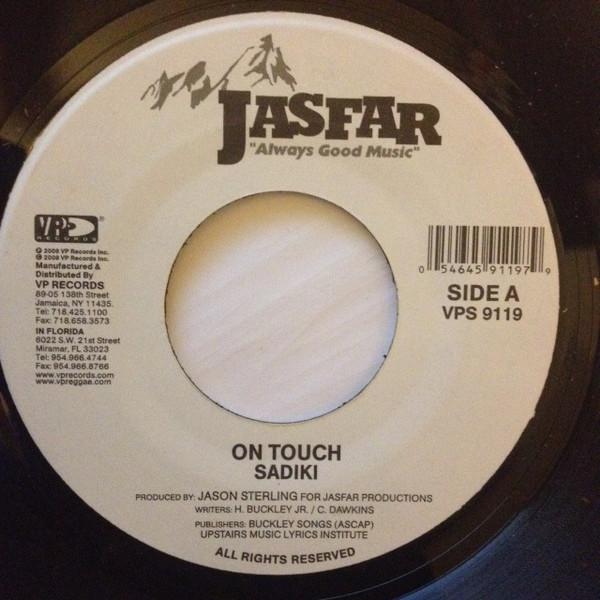 JASFAR
"Always Good Music"
VP®
RECORDS
℗ 2008 VP Records Inc.
© 2008 VP Records Inc.
Manufactured &
Distributed By
VP RECORDS
89-05 138th Street
Jamaica, NY 11435.
Tel: 718.425.1100
Fax: 718.658.3573
IN FLORIDA
6022 S.W. 21st Street
Miramar, FL 33023
Tel: 954.966.4744
Fax: 954.966.8766
www.vprecords.com
www.vpreggae.com
0 54645 91197 9
SIDE A
VPS 9119
ON TOUCH
SADIKI
PRODUCED BY: JASON STERLING FOR JASFAR PRODUCTIONS
WRITERS: H. BUCKLEY JR. / C. DAWKINS
PUBLISHERS: BUCKLEY SONGS (ASCAP)
UPSTAIRS MUSIC LYRICS INSTITUTE
ALL RIGHTS RESERVED